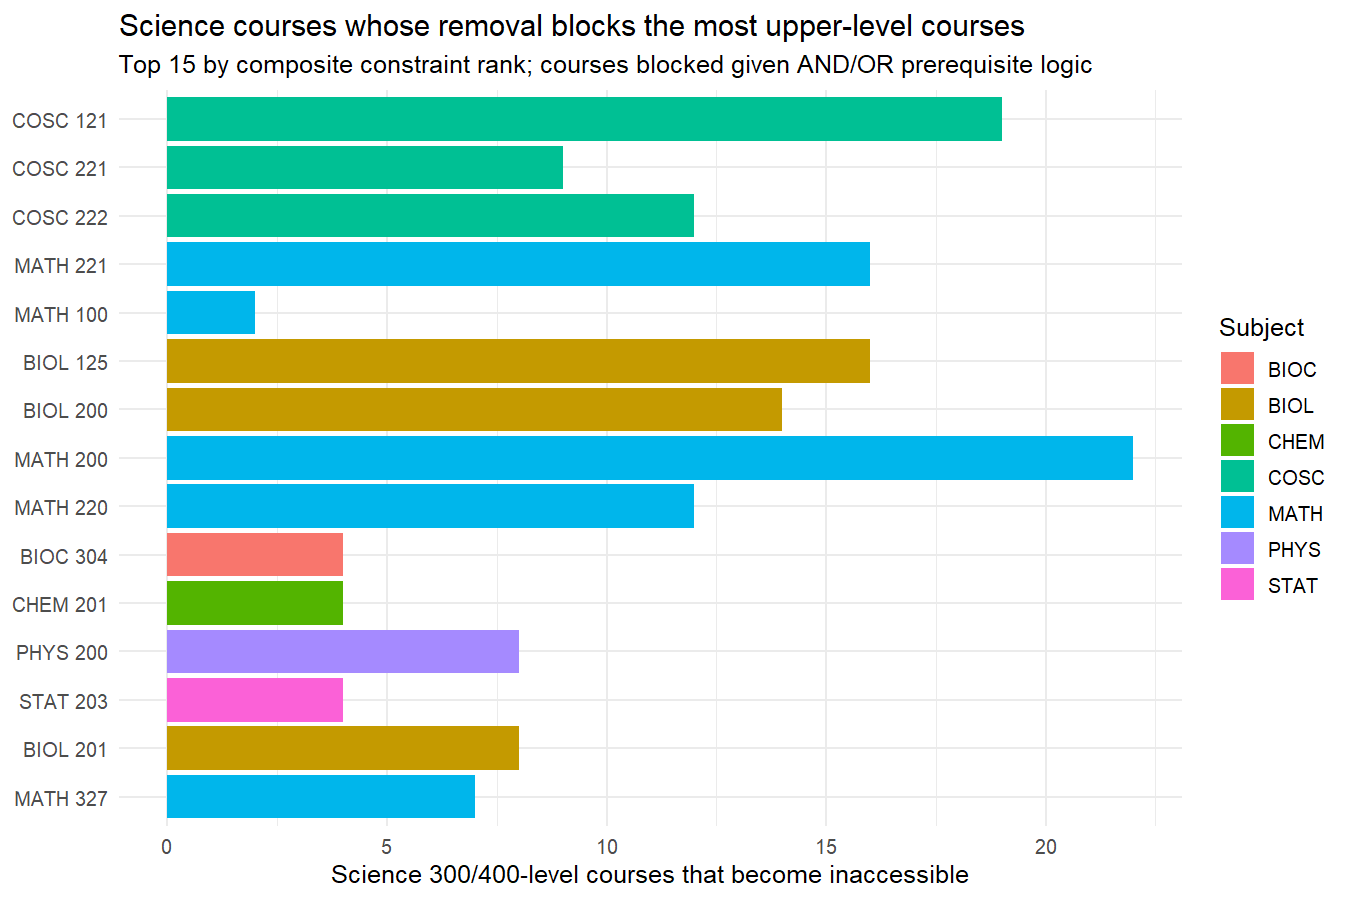 Science courses whose removal blocks the most upper-level courses
Top 15 by composite constraint rank; courses blocked given AND/OR prerequisite logic
COSC 121
COSC 221
COSC 222
MATH 221
MATH 100
BIOL 125
BIOL 200
MATH 200
MATH 220
BIOC 304
CHEM 201
PHYS 200
STAT 203
BIOL 201
MATH 327
0 5 10 15 20
Science 300/400-level courses that become inaccessible
Subject
BIOC
BIOL
CHEM
COSC
MATH
PHYS
STAT